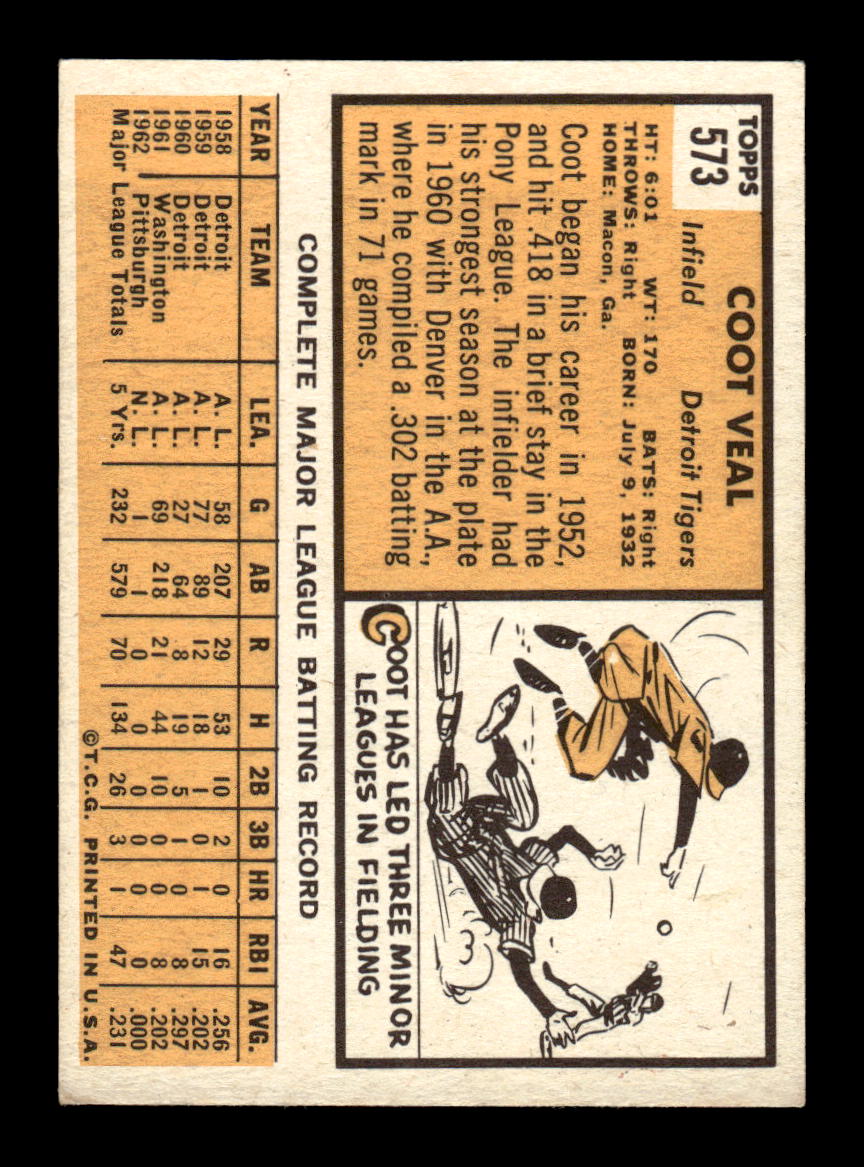 TOPPS
573
COOT VEAL
Infield Detroit Tigers
HT: 6:01 WT: 170 BATS: Right
THROWS: Right BORN: July 9, 1932
HOME: Macon, Ga.
Coot began his career in 1952,
and hit .418 in a brief stay in the
Pony League. The infielder had
his strongest season at the plate
in 1960 with Denver in the A.A.,
where he compiled a .302 batting
mark in 71 games.
COOT HAS LED THREE MINOR
LEAGUES IN FIELDING
COMPLETE MAJOR LEAGUE BATTING RECORD
YEAR TEAM LEA. G AB R H 2B 3B HR RBI AVG.
1958 Detroit A. L. 58 207 29 53 10 2 0 16 .256
1959 Detroit A. L. 77 89 12 18 1 0 1 15 .202
1960 Detroit A. L. 27 64 8 19 5 1 0 8 .297
1961 Washington A. L. 69 218 21 44 10 0 0 8 .202
1962 Pittsburgh N. L. 1 1 0 0 0 0 0 0 .000
Major League Totals 5 Yrs. 232 579 70 134 26 3 1 47 .231
©T.C.G. PRINTED IN U.S.A.